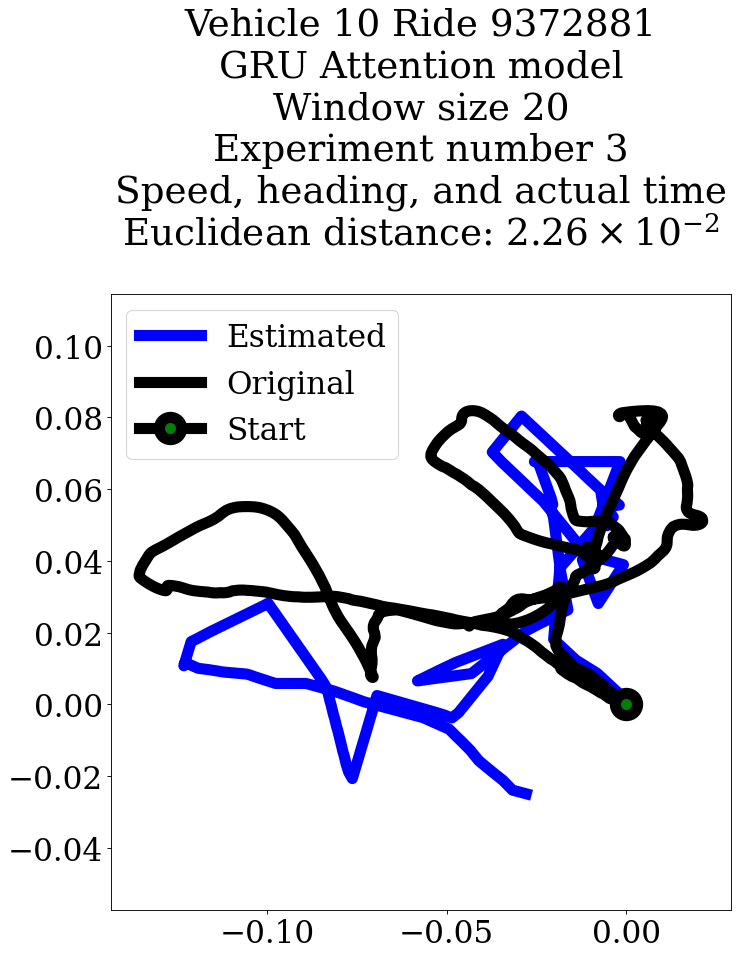 Vehicle 10 Ride 9372881
GRU Attention model
Window size 20
Experiment number 3
Speed, heading, and actual time
Euclidean distance: 2.26 × 10⁻²
Estimated
Original
Start
0.10
0.08
0.06
0.04
0.02
0.00
−0.02
−0.04
−0.10
−0.05
0.00